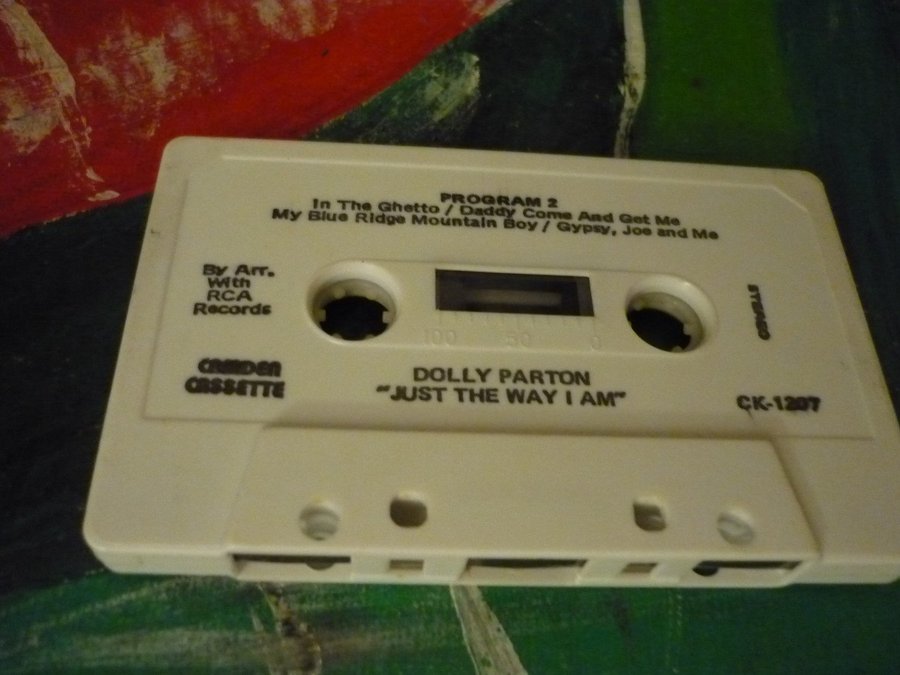 PROGRAM 2
In The Ghetto / Daddy Come And Get Me
My Blue Ridge Mountain Boy / Gypsy, Joe and Me
By Arr.
With
RCA
Records
STEREO
100 50 0
CAMDEN
CASSETTE
DOLLY PARTON
"JUST THE WAY I AM"
CK-1207